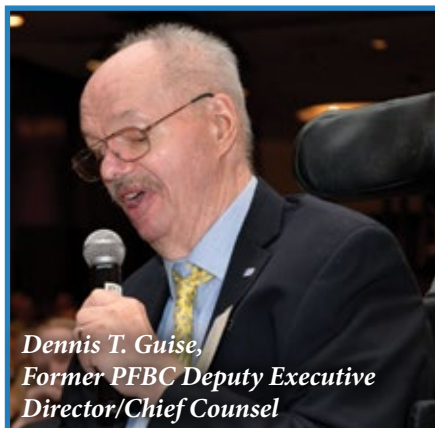 Dennis T. Guise,
Former PFBC Deputy Executive
Director/Chief Counsel